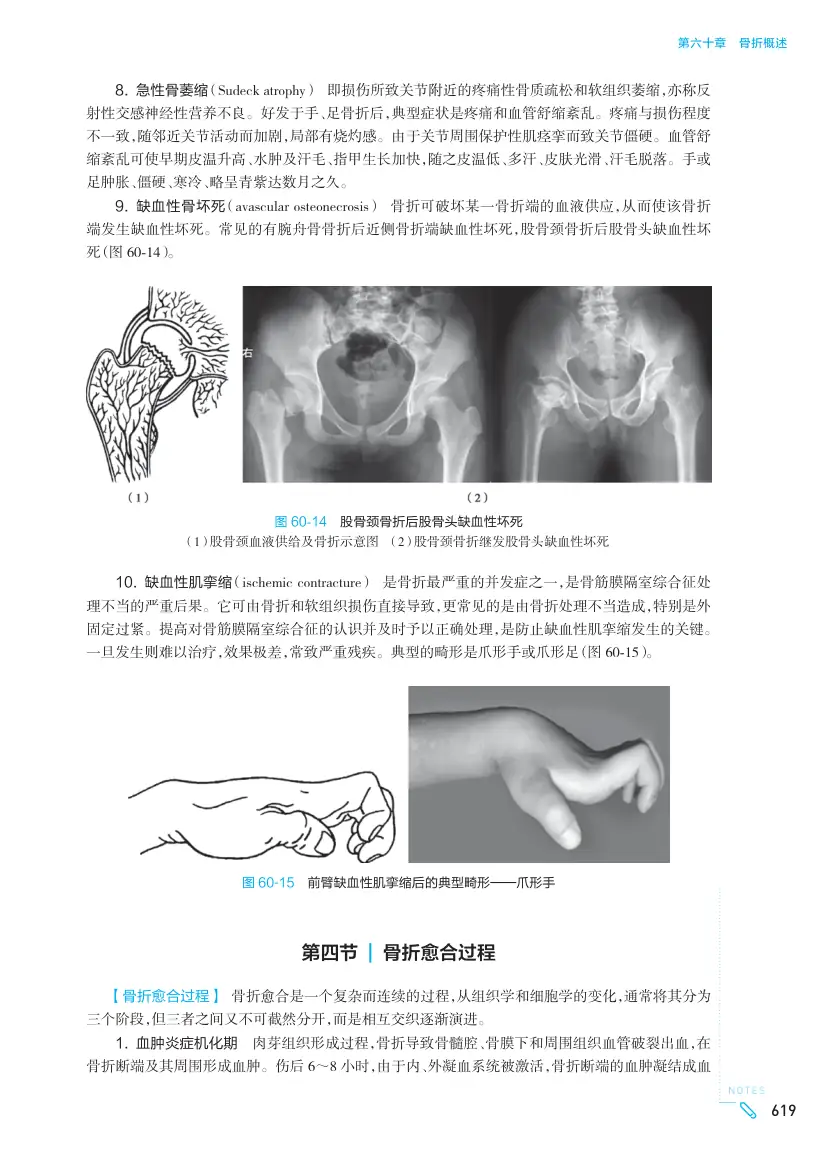 第六十章 骨折概述
8. 急性骨萎缩(Sudeck atrophy) 即损伤所致关节附近的疼痛性骨质疏松和软组织萎缩,亦称反
射性交感神经性营养不良。好发于手、足骨折后,典型症状是疼痛和血管舒缩紊乱。疼痛与损伤程度
不一致,随邻近关节活动而加剧,局部有烧灼感。由于关节周围保护性肌痉挛而致关节僵硬。血管舒
缩紊乱可使早期皮温升高、水肿及汗毛、指甲生长加快,随之皮温低、多汗、皮肤光滑、汗毛脱落。手或
足肿胀、僵硬、寒冷、略呈青紫达数月之久。
9. 缺血性骨坏死(avascular osteonecrosis) 骨折可破坏某一骨折端的血液供应,从而使该骨折
端发生缺血性坏死。常见的有腕舟骨骨折后近侧骨折端缺血性坏死,股骨颈骨折后股骨头缺血性坏
死(图 60-14)。
右
(1)
(2)
图 60-14 股骨颈骨折后股骨头缺血性坏死
(1)股骨颈血液供给及骨折示意图 (2)股骨颈骨折继发股骨头缺血性坏死
10. 缺血性肌挛缩(ischemic contracture) 是骨折最严重的并发症之一,是骨筋膜隔室综合征处
理不当的严重后果。它可由骨折和软组织损伤直接导致,更常见的是由骨折处理不当造成,特别是外
固定过紧。提高对骨筋膜隔室综合征的认识并及时予以正确处理,是防止缺血性肌挛缩发生的关键。
一旦发生则难以治疗,效果极差,常致严重残疾。典型的畸形是爪形手或爪形足(图 60-15)。
图 60-15 前臂缺血性肌挛缩后的典型畸形——爪形手
第四节 | 骨折愈合过程
【骨折愈合过程】 骨折愈合是一个复杂而连续的过程,从组织学和细胞学的变化,通常将其分为
三个阶段,但三者之间又不可截然分开,而是相互交织逐渐演进。
1. 血肿炎症机化期 肉芽组织形成过程,骨折导致骨髓腔、骨膜下和周围组织血管破裂出血,在
骨折断端及其周围形成血肿。伤后 6～8 小时,由于内、外凝血系统被激活,骨折断端的血肿凝结成血
NOTES
619